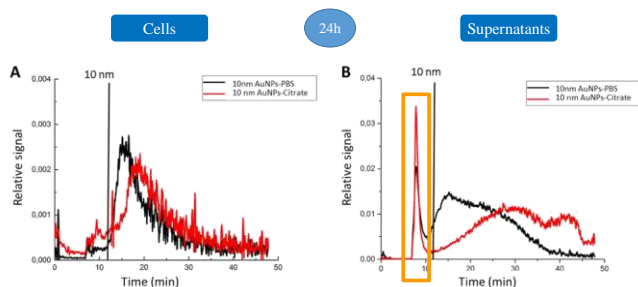 Cells
24h
Supernatants
A
10 nm
10nm AuNPs-PBS
10 nm AuNPs-Citrate
0,004
0,003
0,002
0,001
0,000
Relative signal
0 10 20 30 40 50
Time (min)
B
10 nm
10nm AuNPs-PBS
10 nm AuNPs-Citrate
0,04
0,03
0,02
0,01
0,00
Relative signal
0 10 20 30 40 50
Time (min)